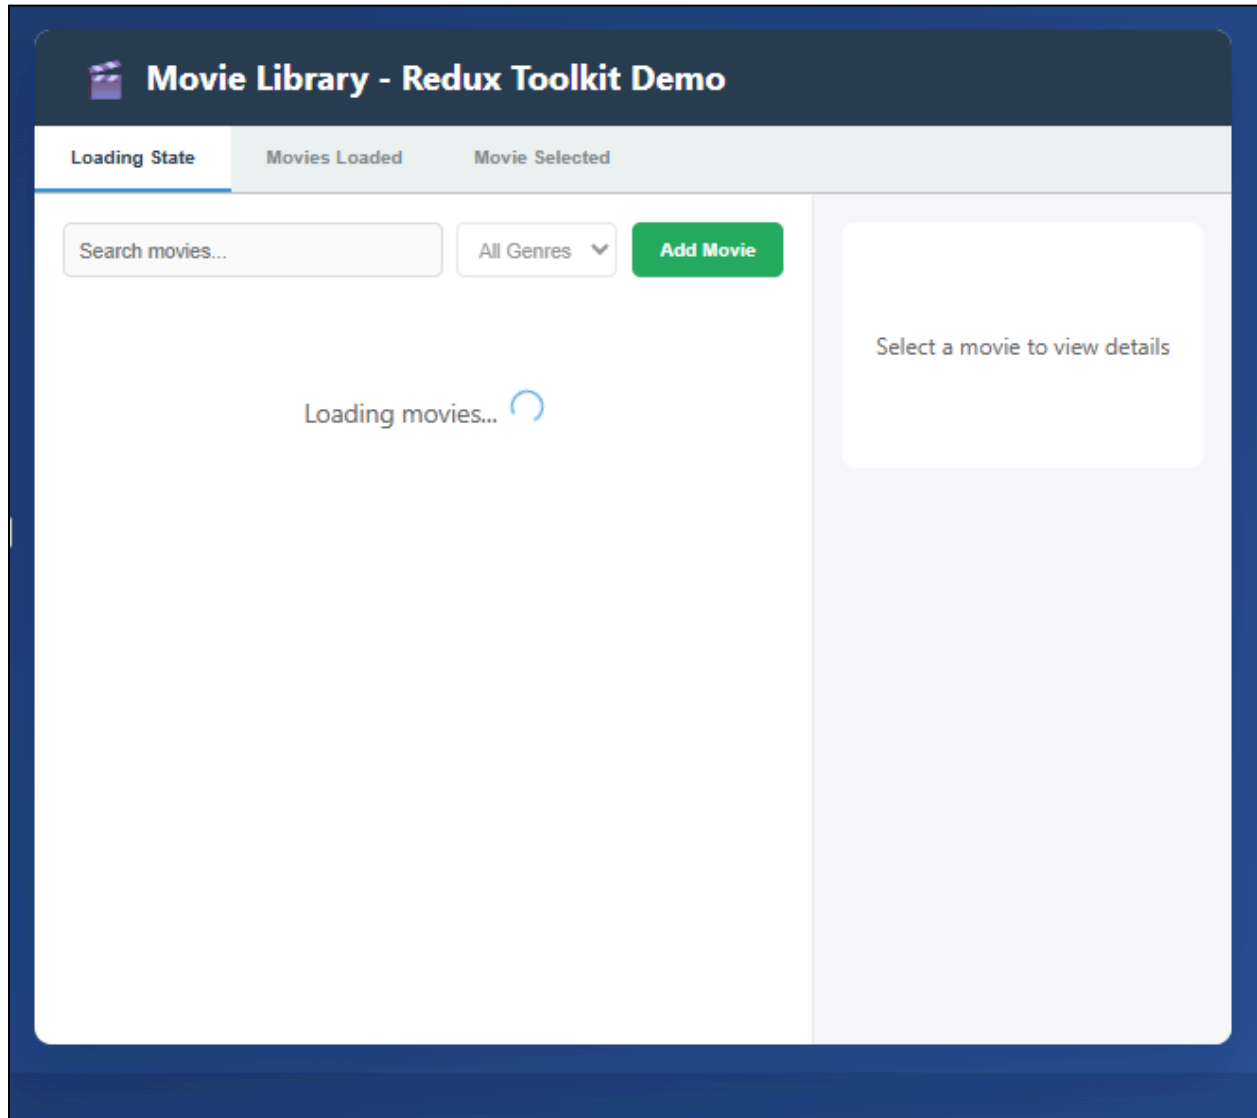 Movie Library - Redux Toolkit Demo
Loading State
Movies Loaded
Movie Selected
Search movies...
All Genres
Add Movie
Select a movie to view details
Loading movies...